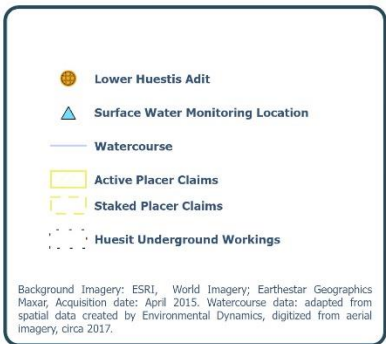 Lower Huestis Adit
Surface Water Monitoring Location
Watercourse
Active Placer Claims
Staked Placer Claims
Huesit Underground Workings
Background Imagery: ESRI, World Imagery; Earthestar Geographics
Maxar, Acquisition date: April 2015. Watercourse data: adapted from
spatial data created by Environmental Dynamics, digitized from aerial
imagery, circa 2017.